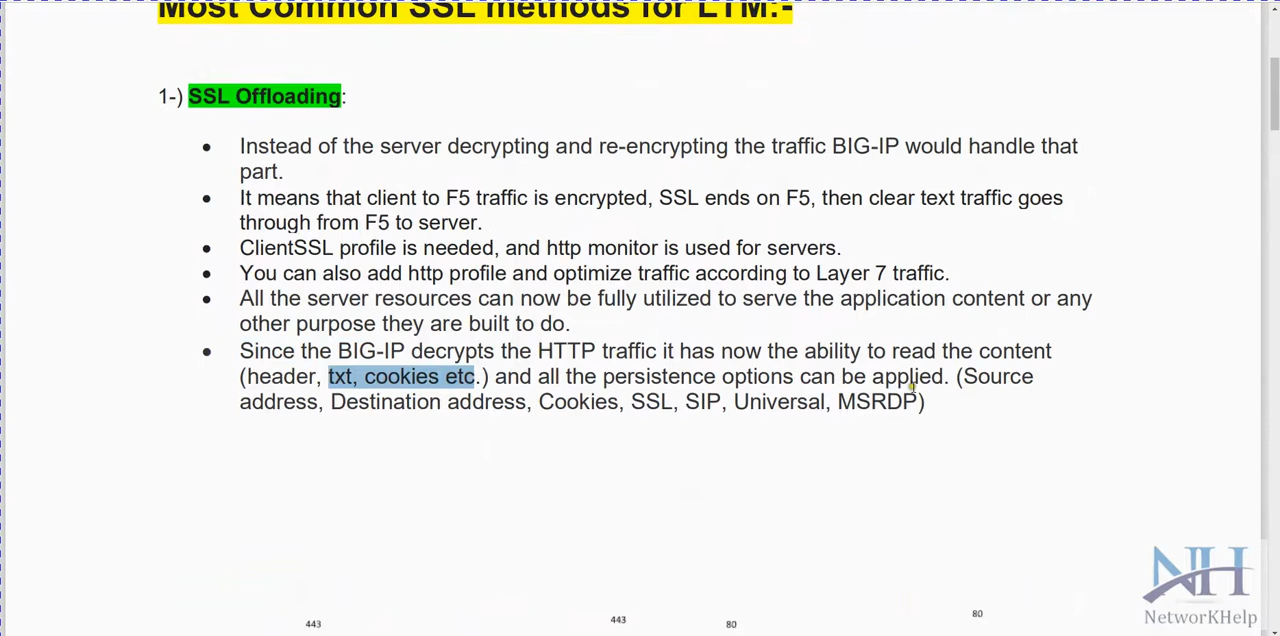 Most Common SSL methods for LTM:-
1-) SSL Offloading:
• Instead of the server decrypting and re-encrypting the traffic BIG-IP would handle that
part.
• It means that client to F5 traffic is encrypted, SSL ends on F5, then clear text traffic goes
through from F5 to server.
• ClientSSL profile is needed, and http monitor is used for servers.
• You can also add http profile and optimize traffic according to Layer 7 traffic.
• All the server resources can now be fully utilized to serve the application content or any
other purpose they are built to do.
• Since the BIG-IP decrypts the HTTP traffic it has now the ability to read the content
(header, txt, cookies etc.) and all the persistence options can be applied. (Source
address, Destination address, Cookies, SSL, SIP, Universal, MSRDP)
443 443 80 80
NH
NetworKHelp